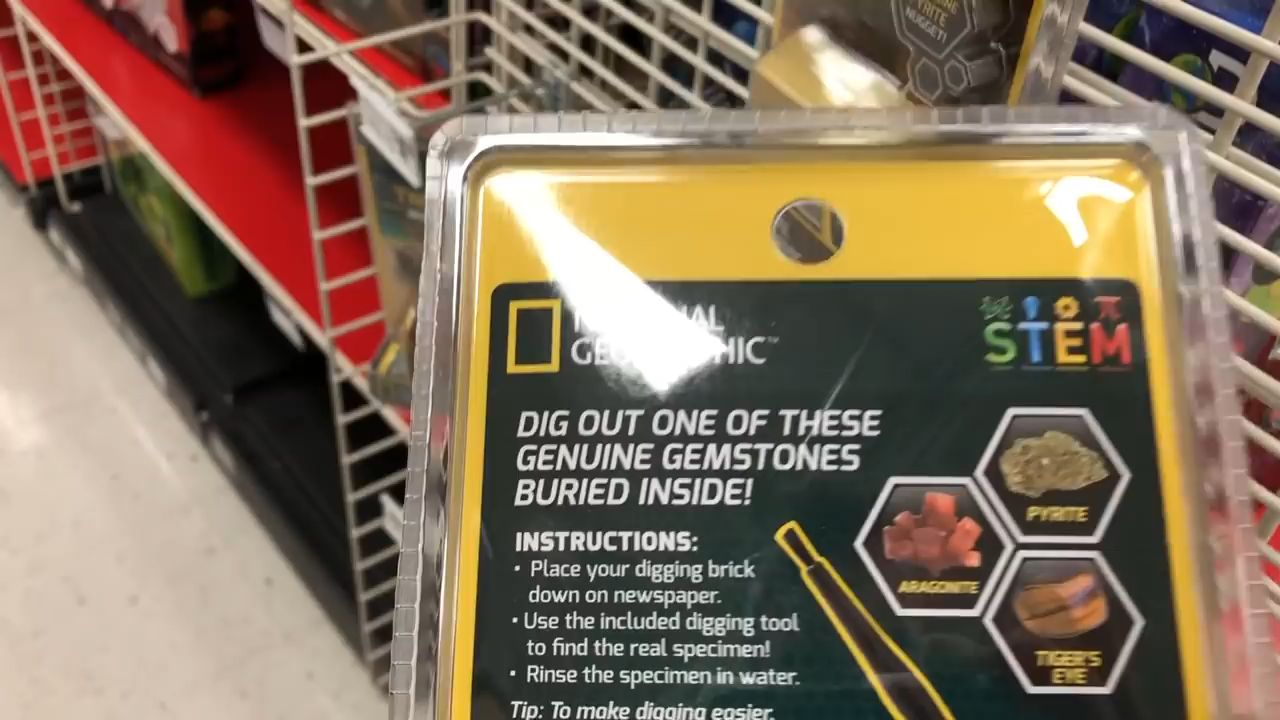 NUGGET!
STEM
DIG OUT ONE OF THESE
GENUINE GEMSTONES
BURIED INSIDE!
PYRITE
ARAGONITE
TIGER'S
EYE
INSTRUCTIONS:
• Place your digging brick
down on newspaper.
• Use the included digging tool
to find the real specimen!
• Rinse the specimen in water.
Tip: To make digging easier,